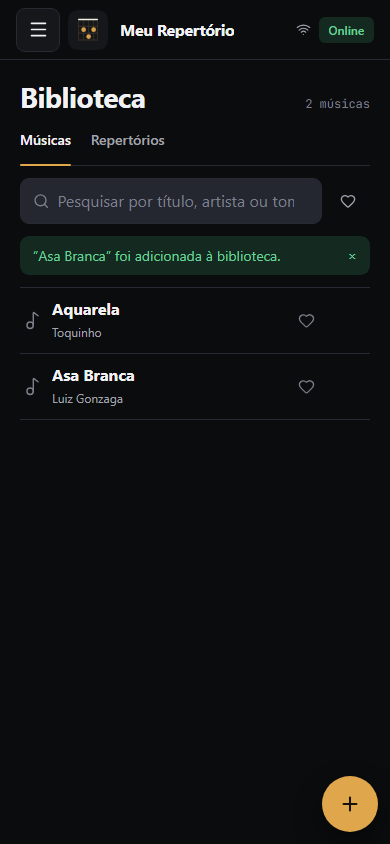 Meu Repertório
Online
Biblioteca
2 músicas
Músicas Repertórios
Pesquisar por título, artista ou ton
“Asa Branca” foi adicionada à biblioteca. ×
Aquarela
Toquinho
Asa Branca
Luiz Gonzaga
+